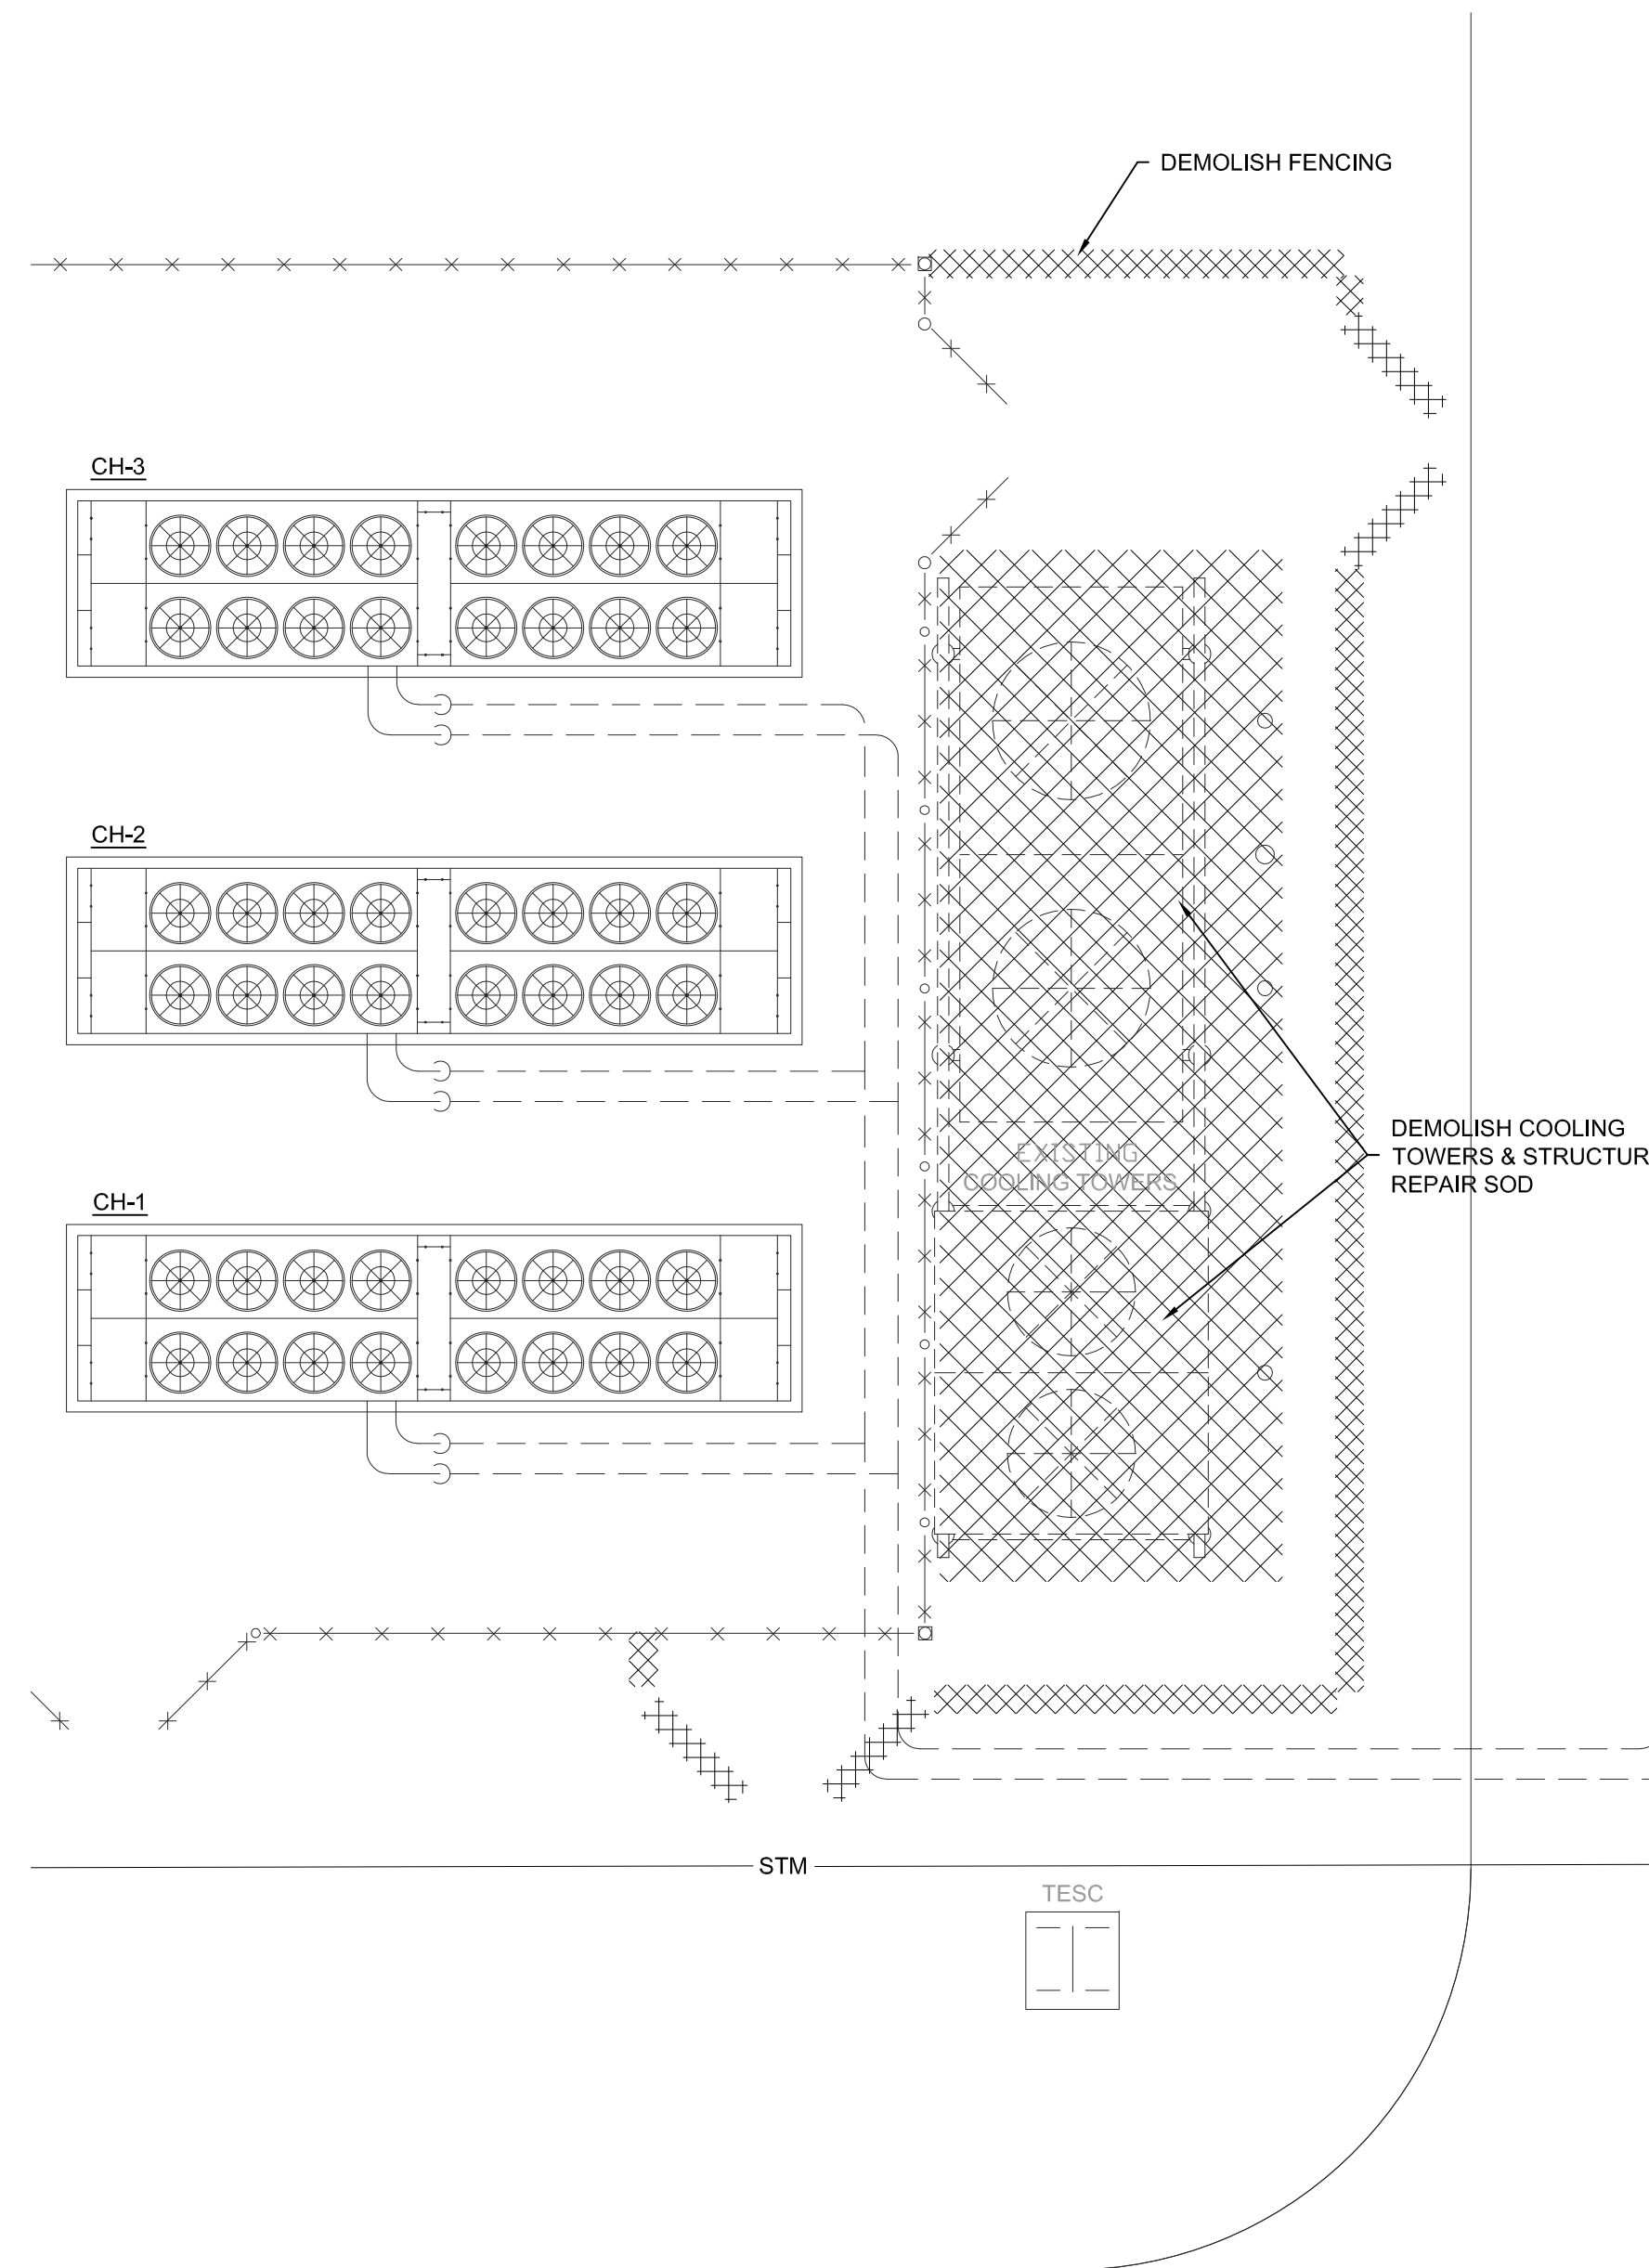 DEMOLISH FENCING
CH-3
CH-2
EXISTING
COOLING TOWERS
DEMOLISH COOLING
TOWERS & STRUCTUR
REPAIR SOD
CH-1
STM
TESC